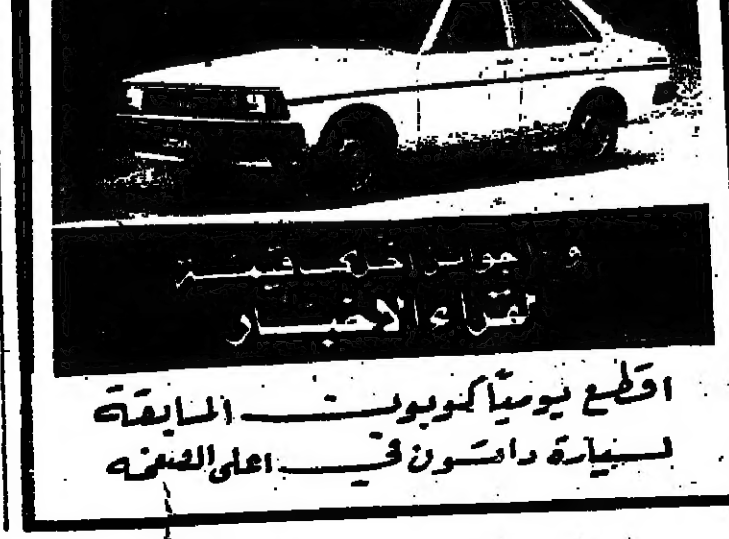 و جوائز اخرى قيمة
لقراء الاخبار
اقطع يوميا كوبون المسابقة
لسيارة داتسون في اعلى الصفحة